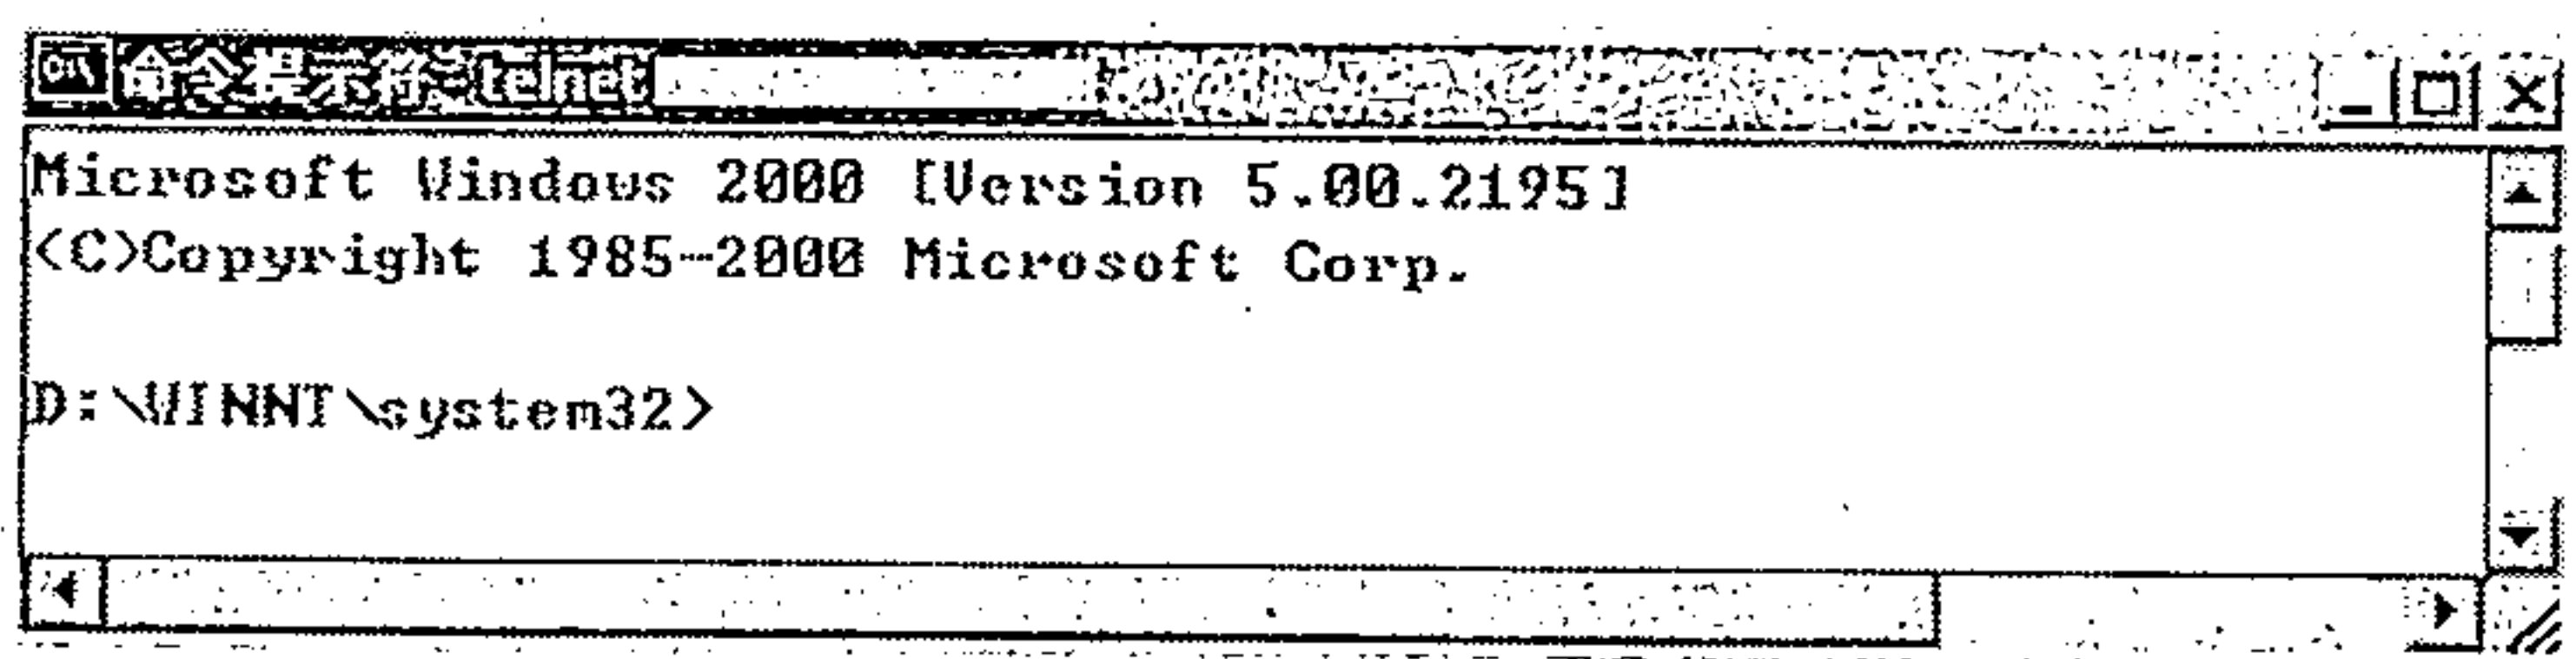 命令提示符-telnet
Microsoft Windows 2000 [Version 5.00.2195]
<C>Copyright 1985-2000 Microsoft Corp.
D:\WINNT\system32>